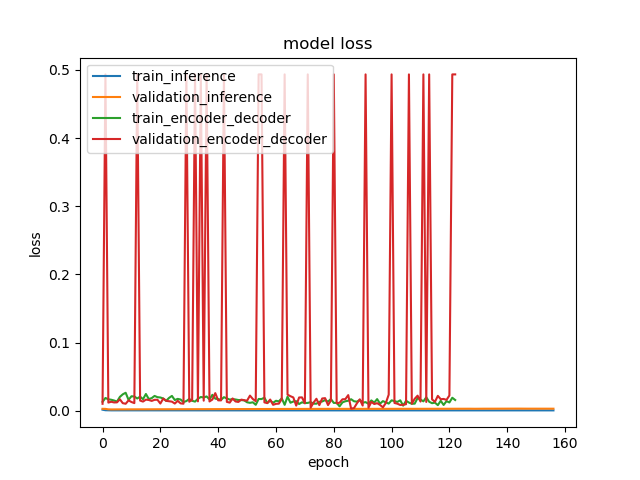 model loss
train_inference
validation_inference
train_encoder_decoder
validation_encoder_decoder
loss
0.5
0.4
0.3
0.2
0.1
0.0
0 20 40 60 80 100 120 140 160
epoch